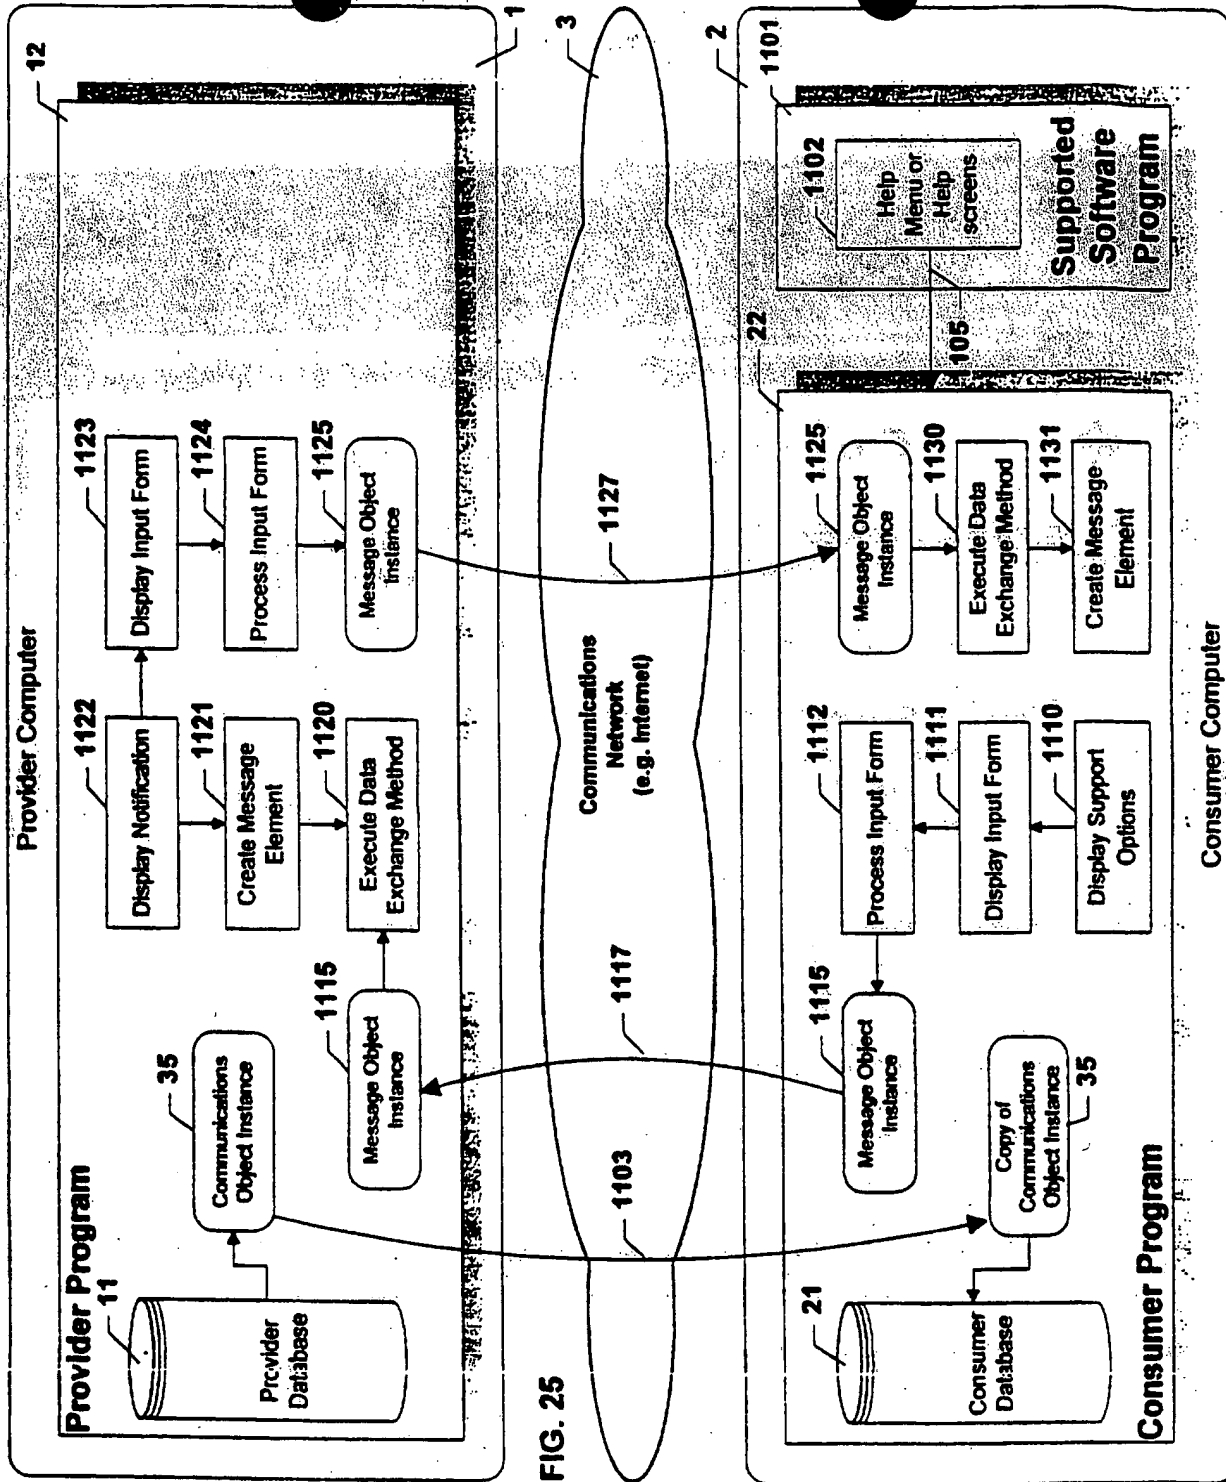 Provider Computer
12
1
Provider Program
11
Provider
Database
35
Communications
Object Instance
1115
Message Object
Instance
1122
Display Notification
1121
Create Message
Element
1120
Execute Data
Exchange Method
1123
Display Input Form
1124
Process Input Form
1125
Message Object
Instance
FIG. 25
3
Communications
Network
(e.g. Internet)
1103
1117
1127
2
22
Consumer Program
21
Consumer
Database
Copy of
Communications
Object Instance
35
1115
Message Object
Instance
1112
Process Input Form
1111
Display Input Form
1110
Display Support
Options
1125
Message Object
Instance
1130
Execute Data
Exchange Method
1131
Create Message
Element
105
1101
1102
Help
Menu or
Help
screens
Supported
Software
Program
Consumer Computer